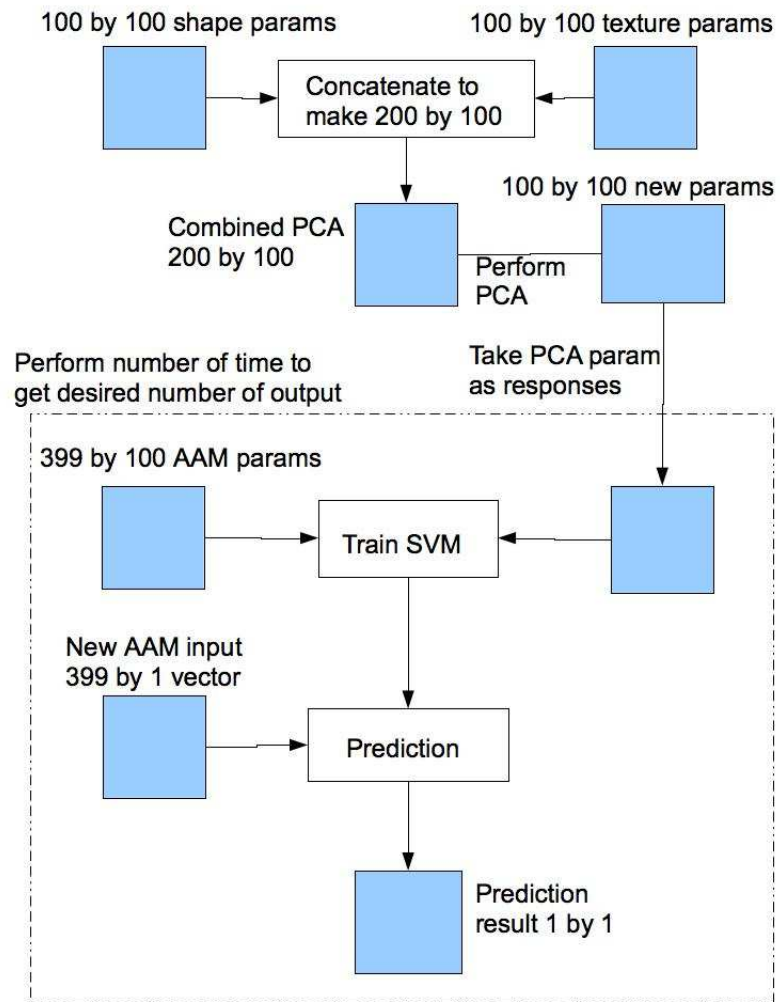 100 by 100 shape params
100 by 100 texture params
Concatenate to
make 200 by 100
100 by 100 new params
Combined PCA
200 by 100
Perform
PCA
Perform number of time to
get desired number of output
Take PCA param
as responses
399 by 100 AAM params
Train SVM
New AAM input
399 by 1 vector
Prediction
Prediction
result 1 by 1